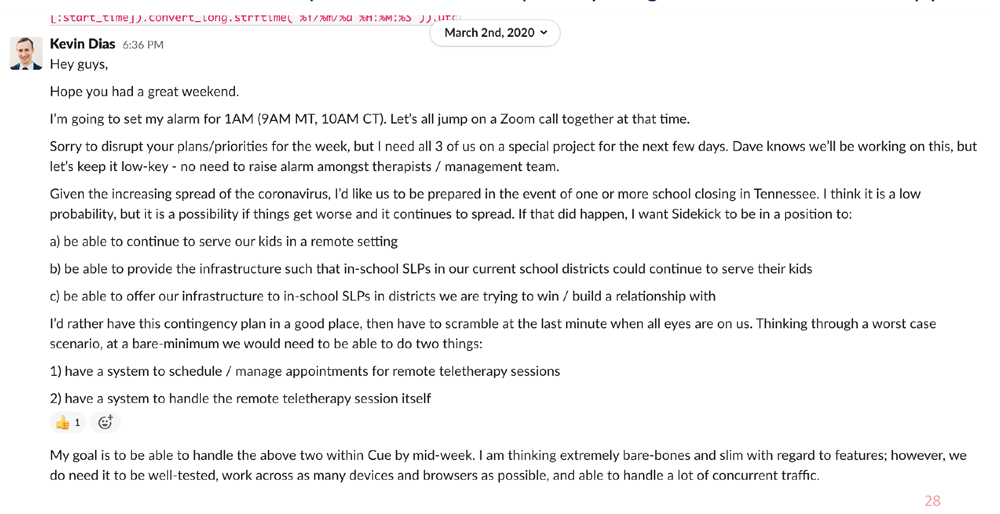 [:start_time]).convert_long.strftime( %Y/%m/%d %H:%M:%S )).utc
March 2nd, 2020
Kevin Dias 6:36 PM
Hey guys,
Hope you had a great weekend.
I'm going to set my alarm for 1AM (9AM MT, 10AM CT). Let's all jump on a Zoom call together at that time.
Sorry to disrupt your plans/priorities for the week, but I need all 3 of us on a special project for the next few days. Dave knows we'll be working on this, but
let's keep it low-key - no need to raise alarm amongst therapists / management team.
Given the increasing spread of the coronavirus, I'd like us to be prepared in the event of one or more school closing in Tennessee. I think it is a low
probability, but it is a possibility if things get worse and it continues to spread. If that did happen, I want Sidekick to be in a position to:
a) be able to continue to serve our kids in a remote setting
b) be able to provide the infrastructure such that in-school SLPs in our current school districts could continue to serve their kids
c) be able to offer our infrastructure to in-school SLPs in districts we are trying to win / build a relationship with
I'd rather have this contingency plan in a good place, then have to scramble at the last minute when all eyes are on us. Thinking through a worst case
scenario, at a bare-minimum we would need to be able to do two things:
1) have a system to schedule / manage appointments for remote teletherapy sessions
2) have a system to handle the remote teletherapy session itself
👍 1
My goal is to be able to handle the above two within Cue by mid-week. I am thinking extremely bare-bones and slim with regard to features; however, we
do need it to be well-tested, work across as many devices and browsers as possible, and able to handle a lot of concurrent traffic.
28